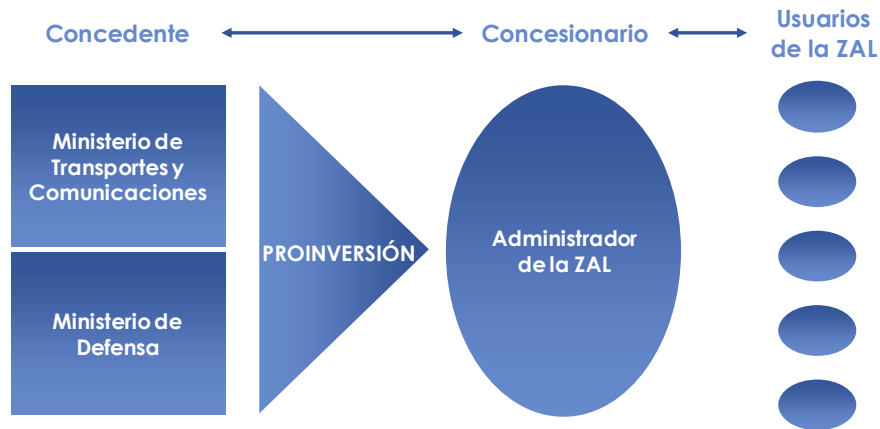 Concedente
Concesionario
Usuarios
de la ZAL
Ministerio de
Transportes y
Comunicaciones
PROINVERSIÓN
Administrador
de la ZAL
Ministerio de
Defensa